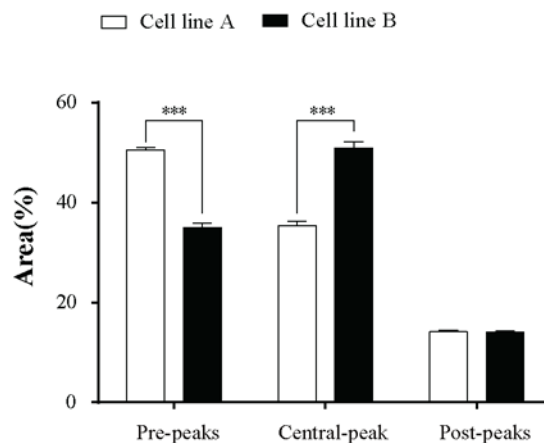 Cell line A Cell line B
*** ***
60
40
20
0
Area(%)
Pre-peaks Central-peak Post-peaks